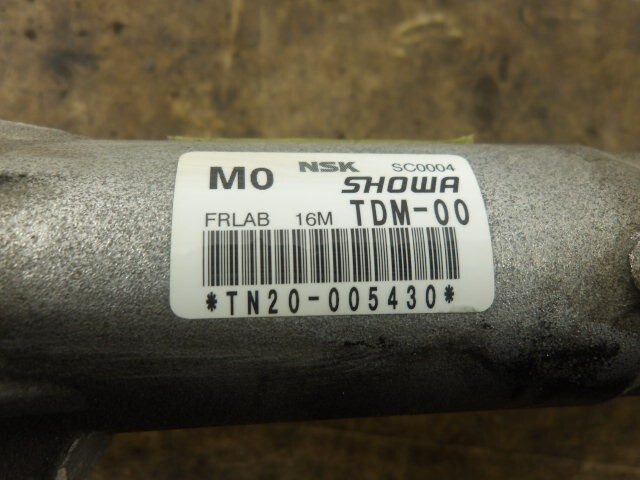 M0 NSK SC0004
SHOWA
FRLAB 16M TDM-00
*TN20-005430*